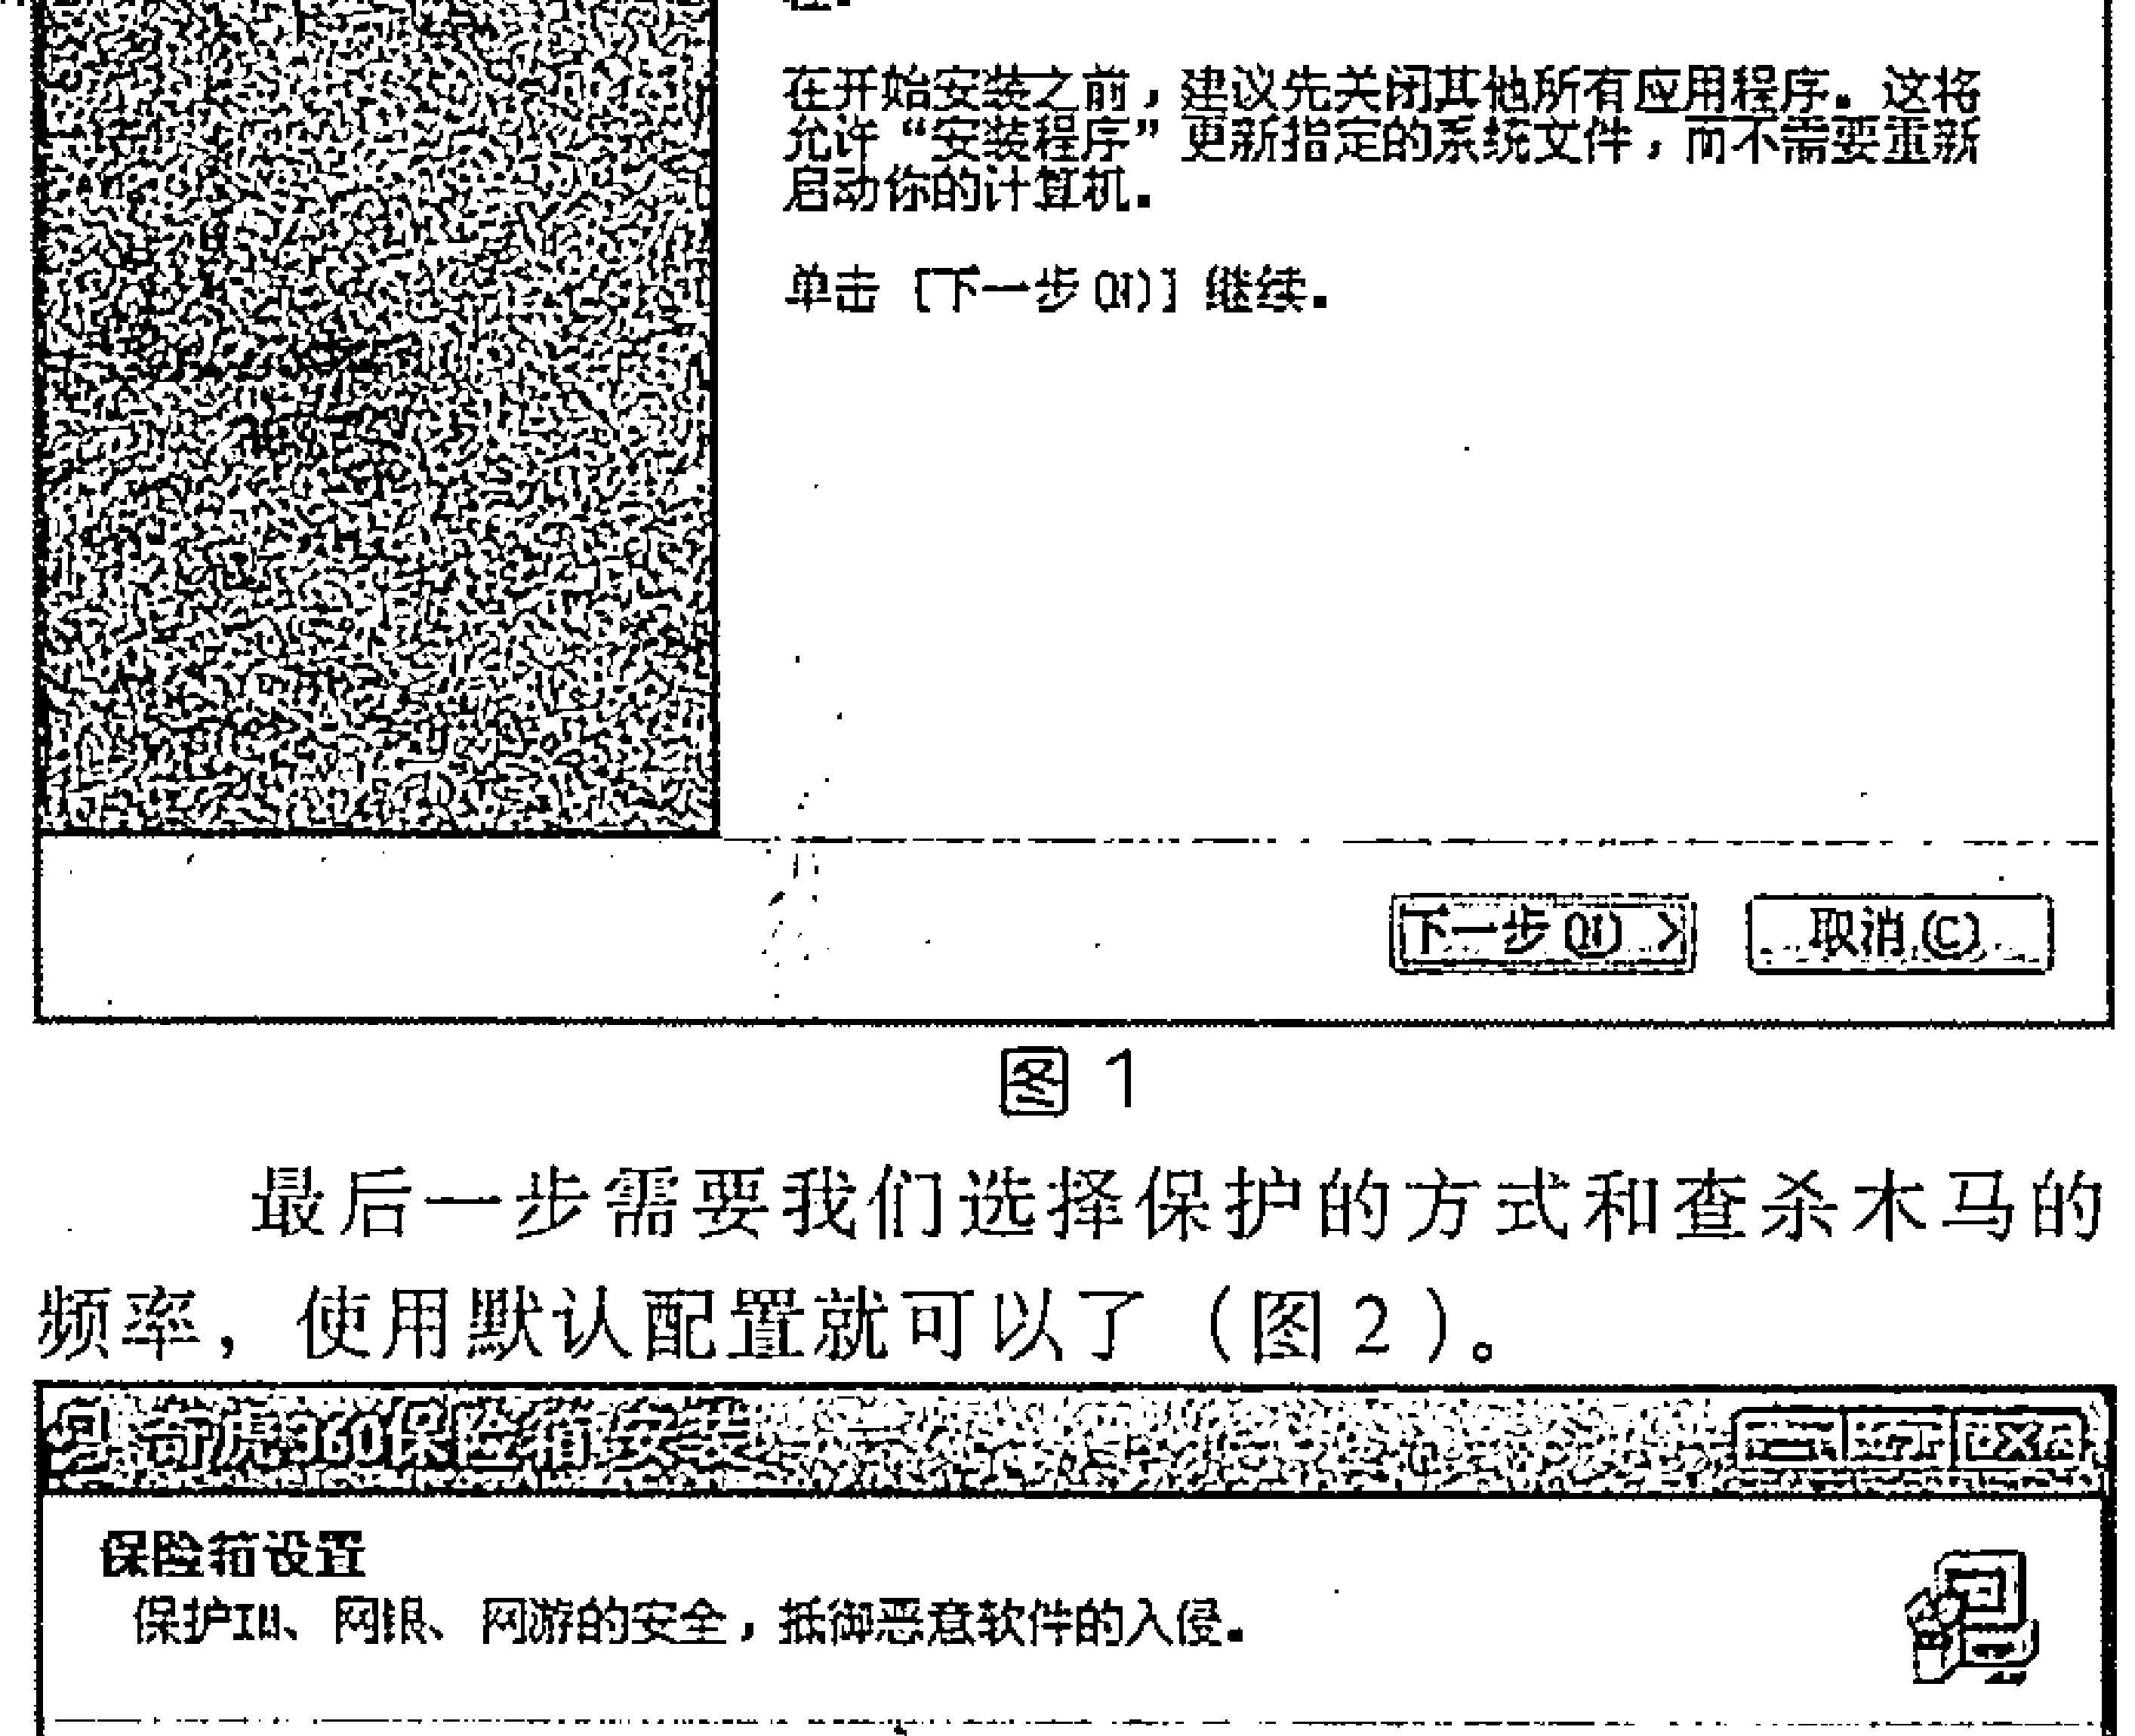 在开始安装之前，建议先关闭其他所有应用程序。这将
允许“安装程序”更新指定的系统文件，而不需要重新
启动你的计算机。
单击 [下一步(N)] 继续。
下一步(N) > 取消(C)
图 1
最后一步需要我们选择保护的方式和查杀木马的
频率，使用默认配置就可以了（图 2）。
奇虎360保险箱 安装
保险箱设置
保护IM、网银、网游的安全，抵御恶意软件的入侵。